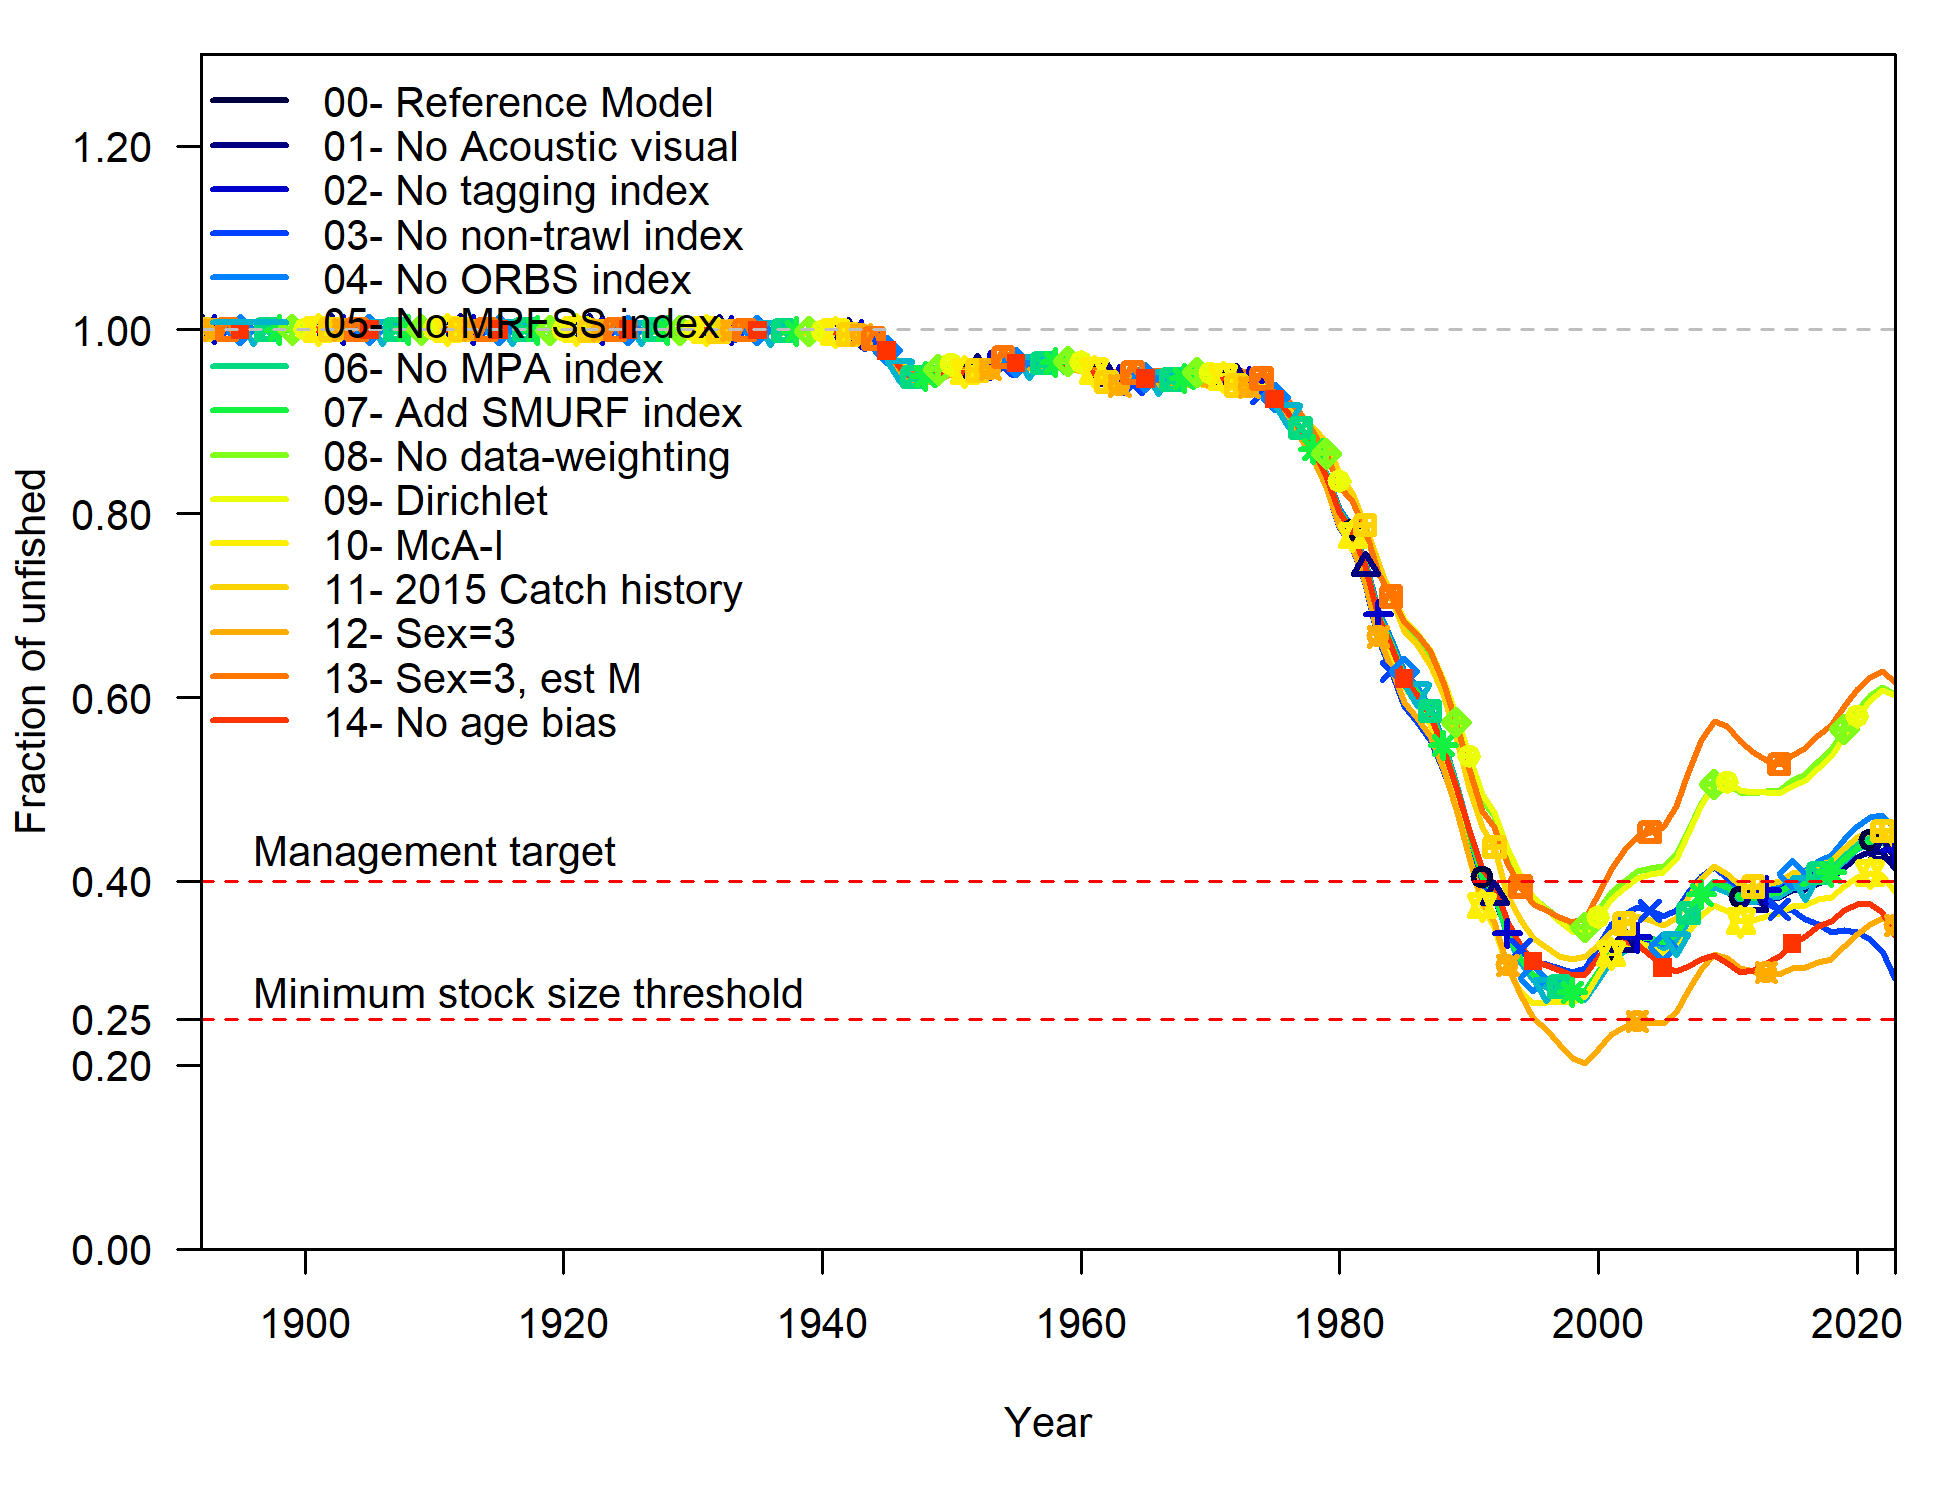 00- Reference Model
01- No Acoustic visual
02- No tagging index
03- No non-trawl index
04- No ORBS index
05- No MRFSS index
06- No MPA index
07- Add SMURF index
08- No data-weighting
09- Dirichlet
10- McA-I
11- 2015 Catch history
12- Sex=3
13- Sex=3, est M
14- No age bias
Management target
Minimum stock size threshold
Fraction of unfished
1.20
1.00
0.80
0.60
0.40
0.25
0.20
0.00
1900 1920 1940 1960 1980 2000 2020
Year